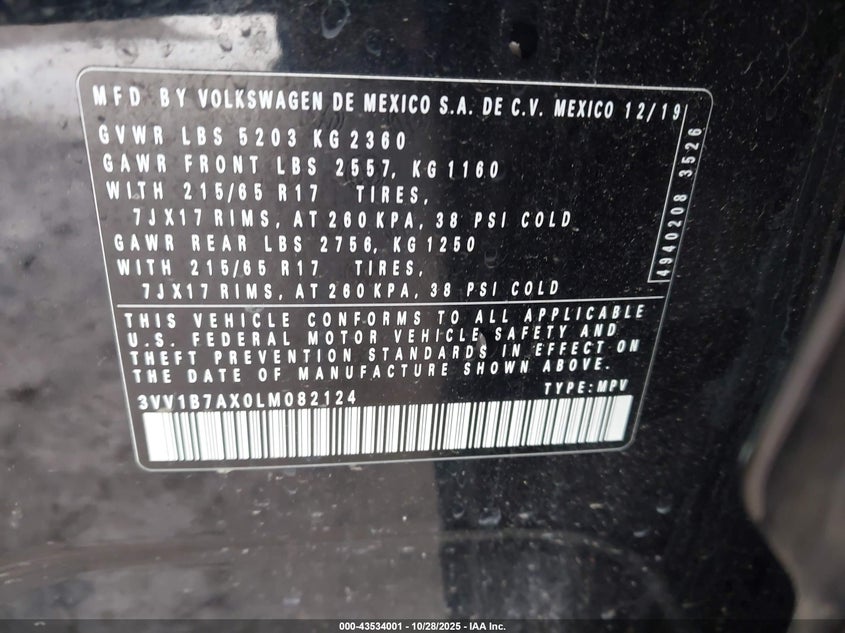 MFD BY VOLKSWAGEN DE MEXICO S.A. DE C.V. MEXICO 12/19
GVWR LBS 5203 KG 2360
GAWR FRONT LBS 2557, KG 1160
WITH 215/65 R17 TIRES,
7JX17 RIMS, AT 260 KPA, 38 PSI COLD
GAWR REAR LBS 2756, KG 1250
WITH 215/65 R17 TIRES,
7JX17 RIMS, AT 260 KPA, 38 PSI COLD
4940208 3526
THIS VEHICLE CONFORMS TO ALL APPLICABLE
U.S. FEDERAL MOTOR VEHICLE SAFETY AND
THEFT PREVENTION STANDARDS IN EFFECT ON
THE DATE OF MANUFACTURE SHOWN ABOVE.
3VV1B7AX0LM082124 TYPE: MPV
000-43534001 | 10/28/2025 | IAA Inc.